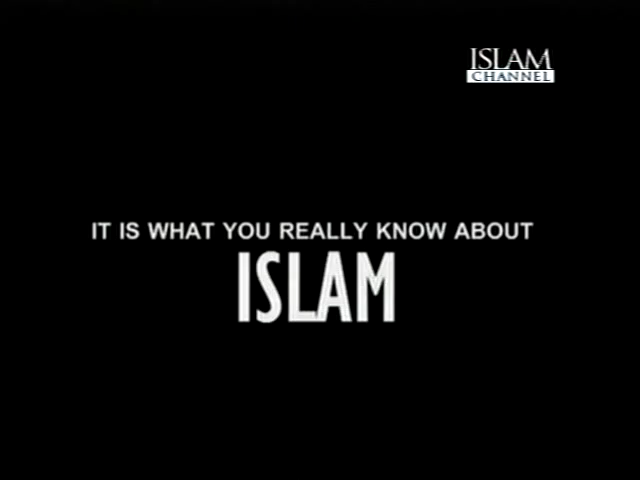 ISLAM
CHANNEL
IT IS WHAT YOU REALLY KNOW ABOUT
ISLAM